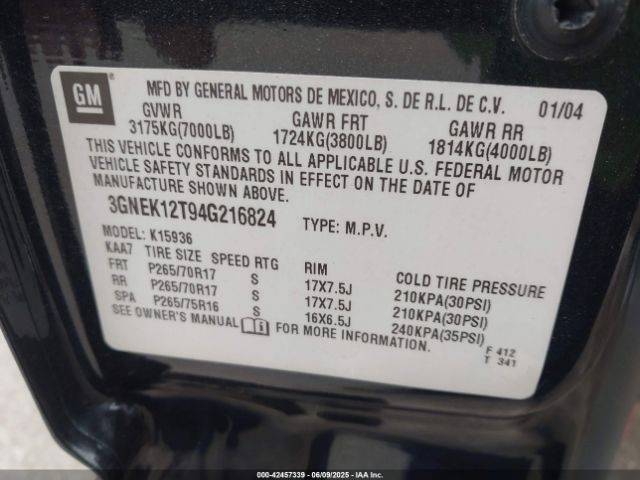 GM
MFD BY GENERAL MOTORS DE MEXICO, S. DE R.L. DE C.V. 01/04
GVWR GAWR FRT GAWR RR
3175KG(7000LB) 1724KG(3800LB) 1814KG(4000LB)
THIS VEHICLE CONFORMS TO ALL APPLICABLE U.S. FEDERAL MOTOR
VEHICLE SAFETY STANDARDS IN EFFECT ON THE DATE OF
MANUFACTURE SHOWN ABOVE.
3GNEK12T94G216824 TYPE: M.P.V.
MODEL: K15936
KAA7 TIRE SIZE SPEED RTG RIM COLD TIRE PRESSURE
FRT P265/70R17 S 17X7.5J 210KPA(30PSI)
RR P265/70R17 S 17X7.5J 210KPA(30PSI)
SPA P265/75R16 S 16X6.5J 240KPA(35PSI)
SEE OWNER'S MANUAL i FOR MORE INFORMATION.
F 412
T 341
000-42457339 | 06/09/2025 - IAA Inc.